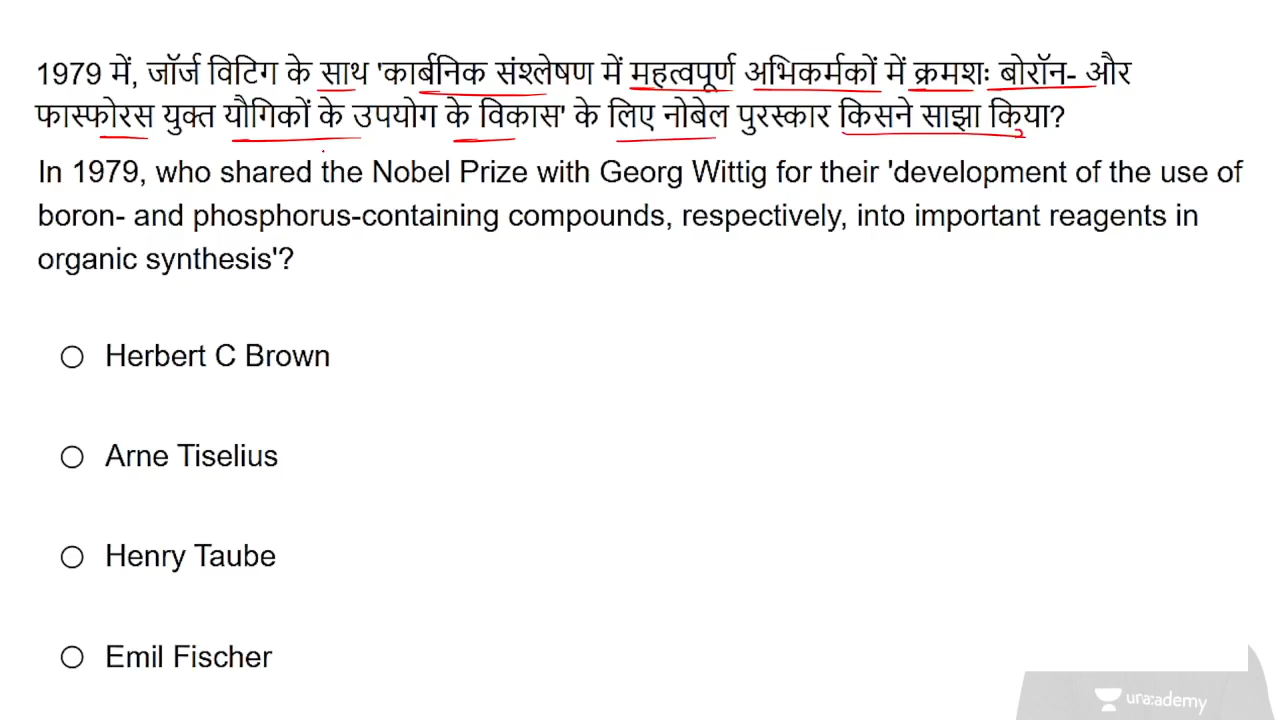 1979 में, जॉर्ज विटिग के साथ 'कार्बनिक संश्लेषण में महत्वपूर्ण अभिकर्मकों में क्रमशः बोरॉन- और
फास्फोरस युक्त यौगिकों के उपयोग के विकास' के लिए नोबेल पुरस्कार किसने साझा किया?
In 1979, who shared the Nobel Prize with Georg Wittig for their 'development of the use of
boron- and phosphorus-containing compounds, respectively, into important reagents in
organic synthesis'?
Herbert C Brown
Arne Tiselius
Henry Taube
Emil Fischer